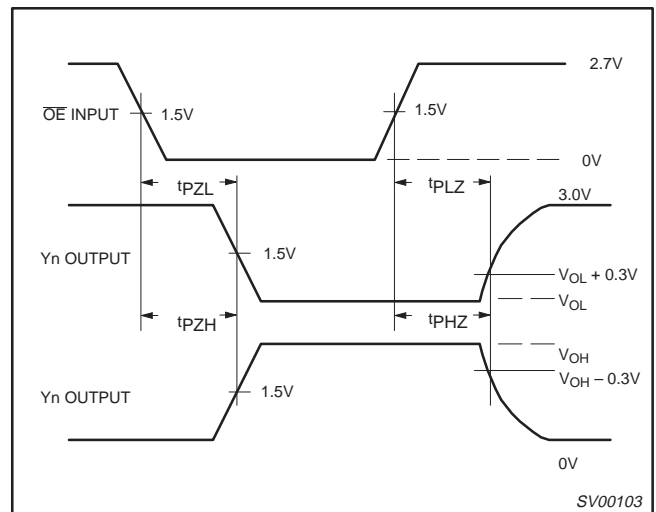 2.7V
OE INPUT
1.5V
1.5V
0V
tPZL
tPLZ
3.0V
Yn OUTPUT
1.5V
VOL + 0.3V
VOL
tPZH
tPHZ
VOH
VOH – 0.3V
Yn OUTPUT
1.5V
0V
SV00103